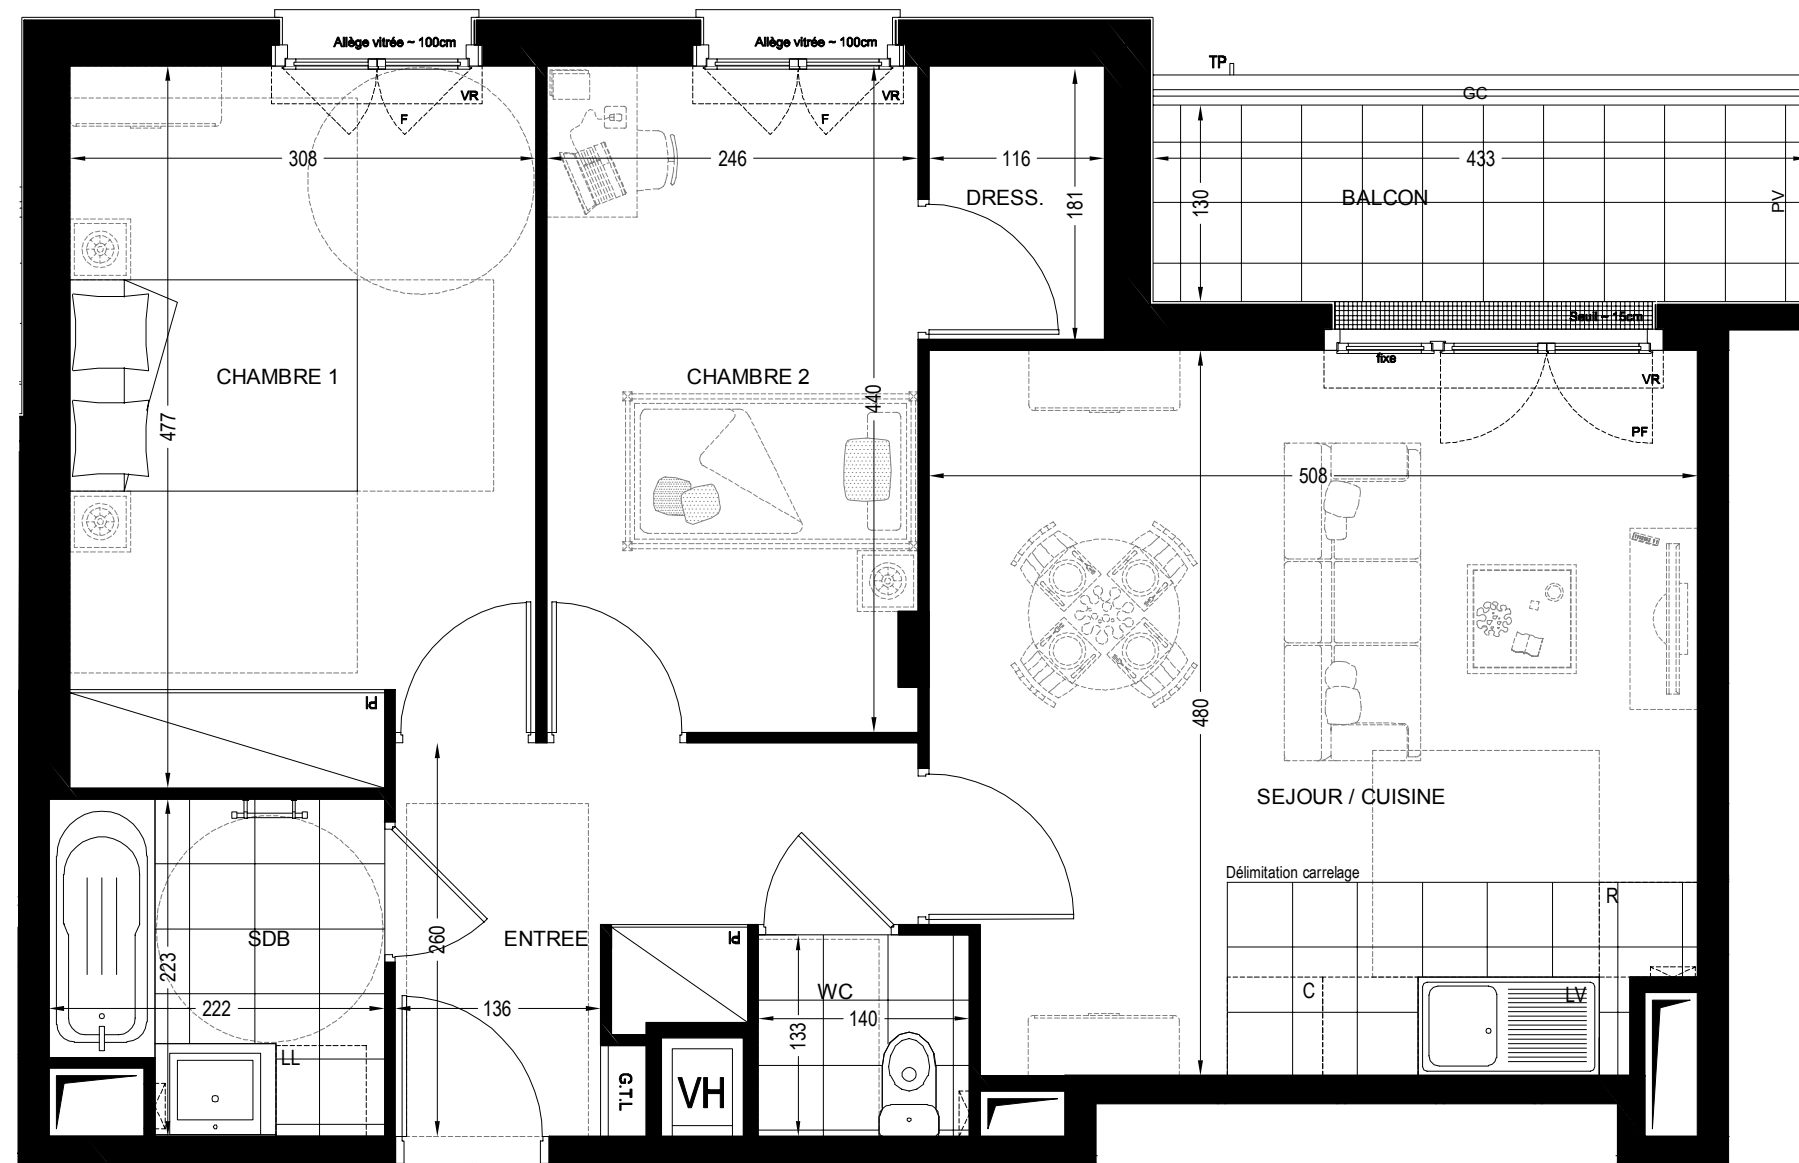 Allège vitrée ~ 100cm
Allège vitrée ~ 100cm
TP
VR
VR
GC
F
F
308
246
116
433
DRESS.
181
130
BALCON
PV
Seuil ~ 15cm
fixe
VR
CHAMBRE 1
CHAMBRE 2
440
477
PF
508
Pl
480
SEJOUR / CUISINE
Délimitation carrelage
R
SDB
260
ENTREE
Pl
223
WC
C
LV
222
136
133
140
LL
G.T.L
VH